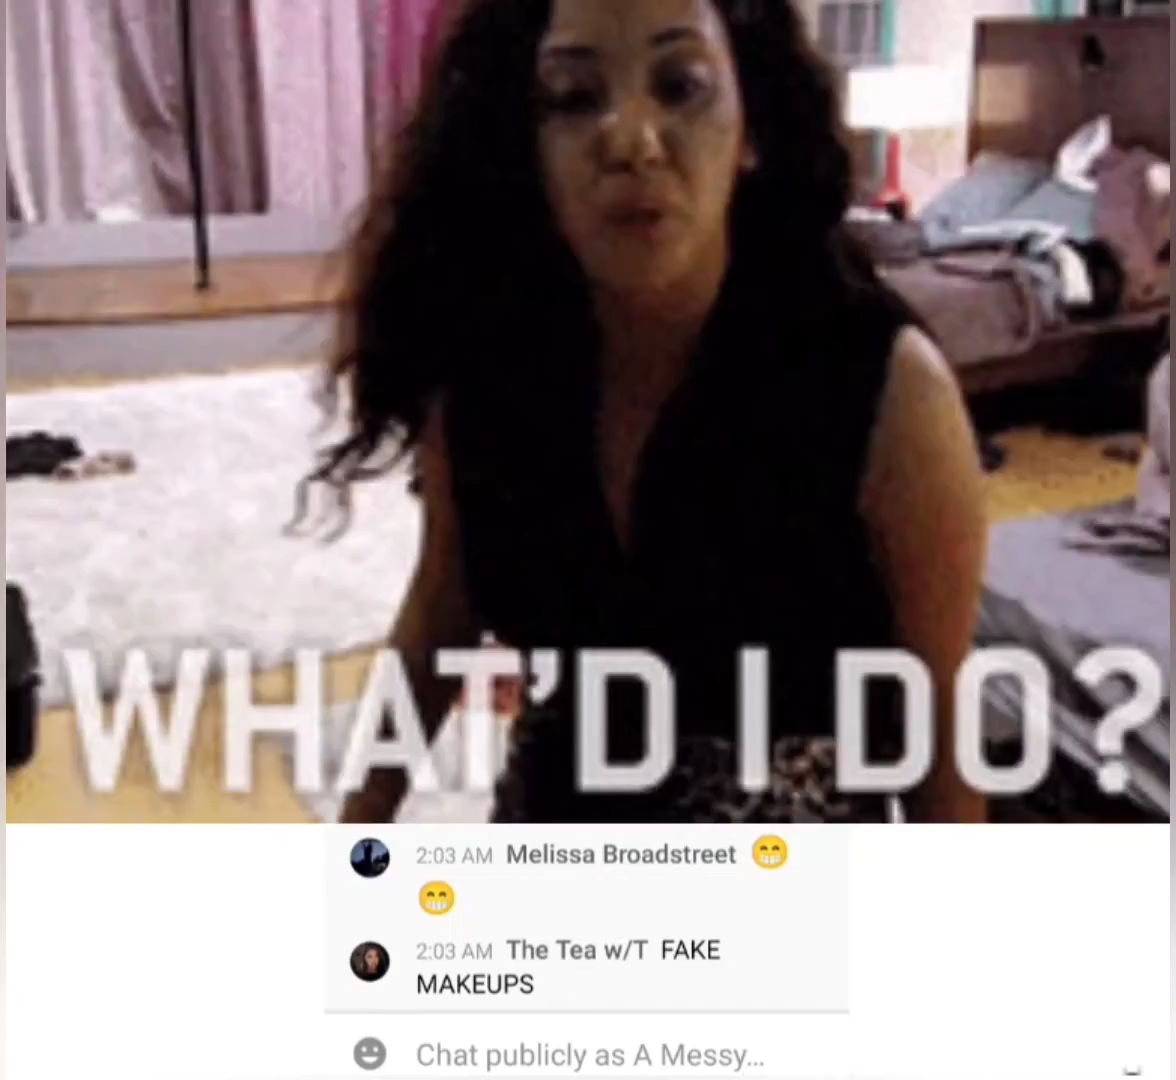 WHAT'D I DO?
2:03 AM Melissa Broadstreet 😁
😁
2:03 AM The Tea w/T FAKE
MAKEUPS
Chat publicly as A Messy...